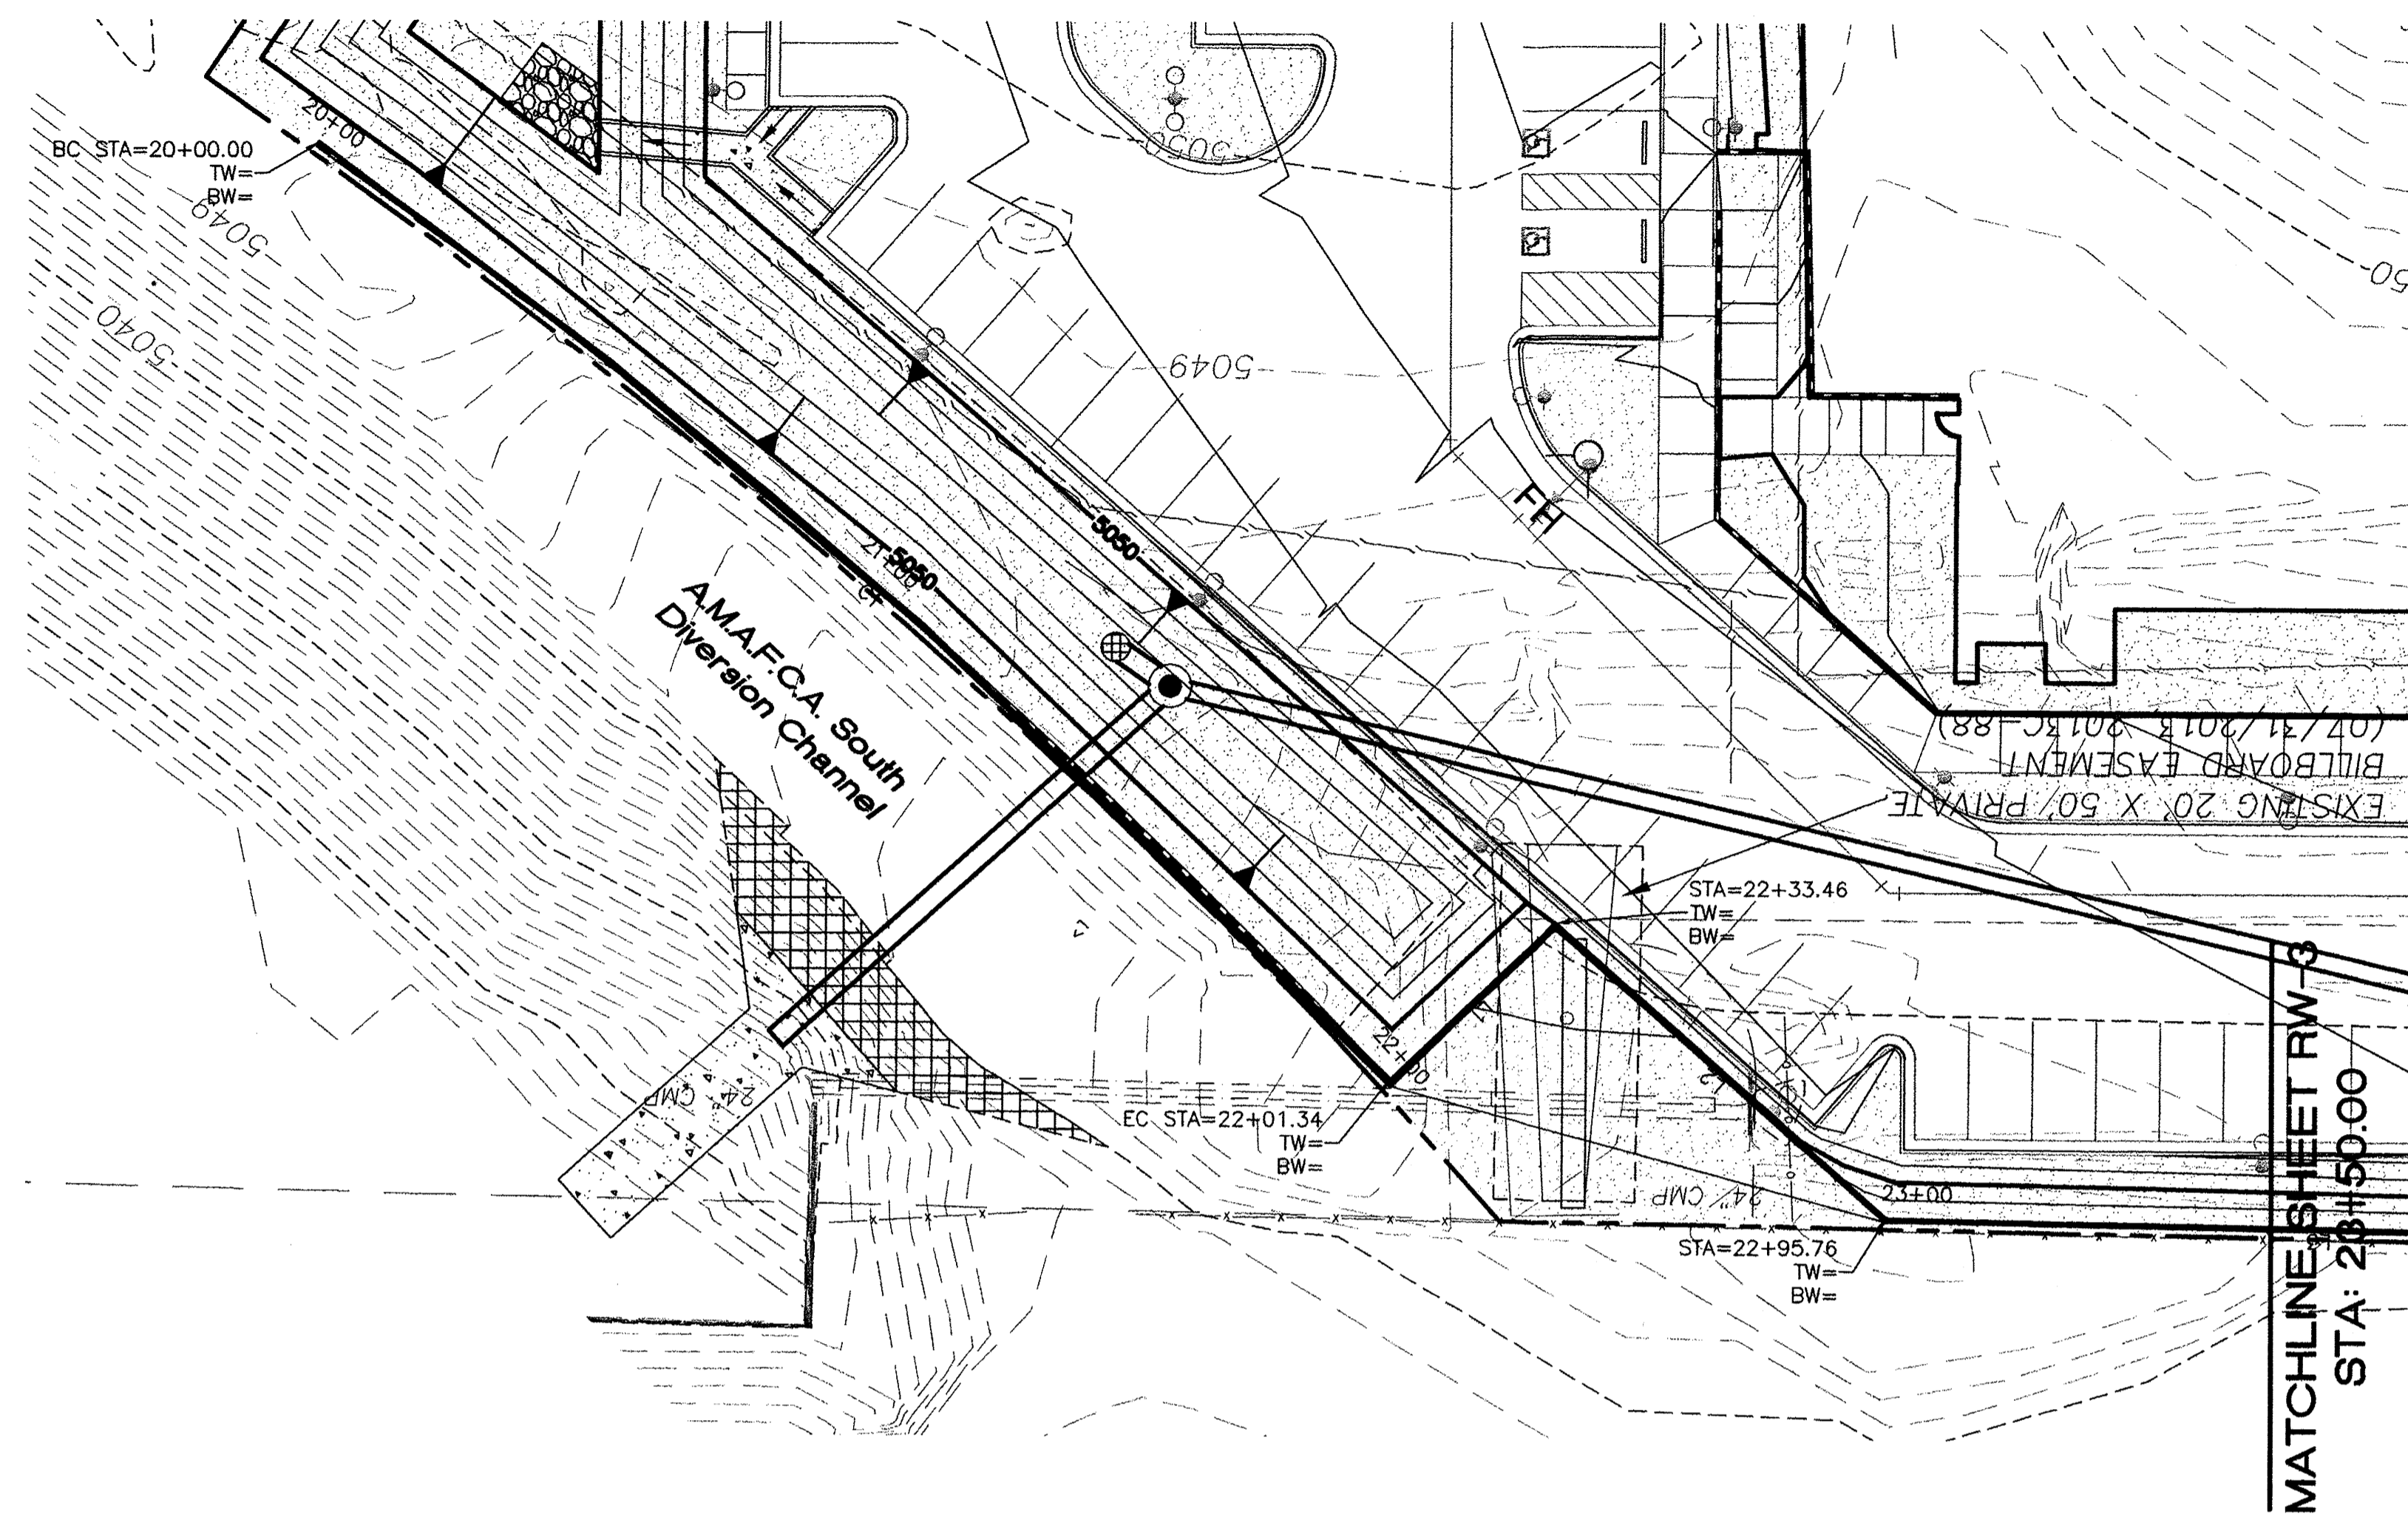 20+00
BC STA=20+00.00
TW=
BW=
5049
5040
5050
5049
50
FH
5050
5050
A.M.A.F.C.A. South
Diversion Channel
EXISTING 20' X 50' PRIVATE
BILLBOARD EASEMENT
(07/31/2013, 2013C-88)
STA=22+33.46
TW=
BW=
22+00
24" CMP
EC STA=22+01.34
TW=
BW=
24" CMP
23+00
STA=22+95.76
TW=
BW=
MATCHLINE SHEET RW-3
STA: 23+50.00